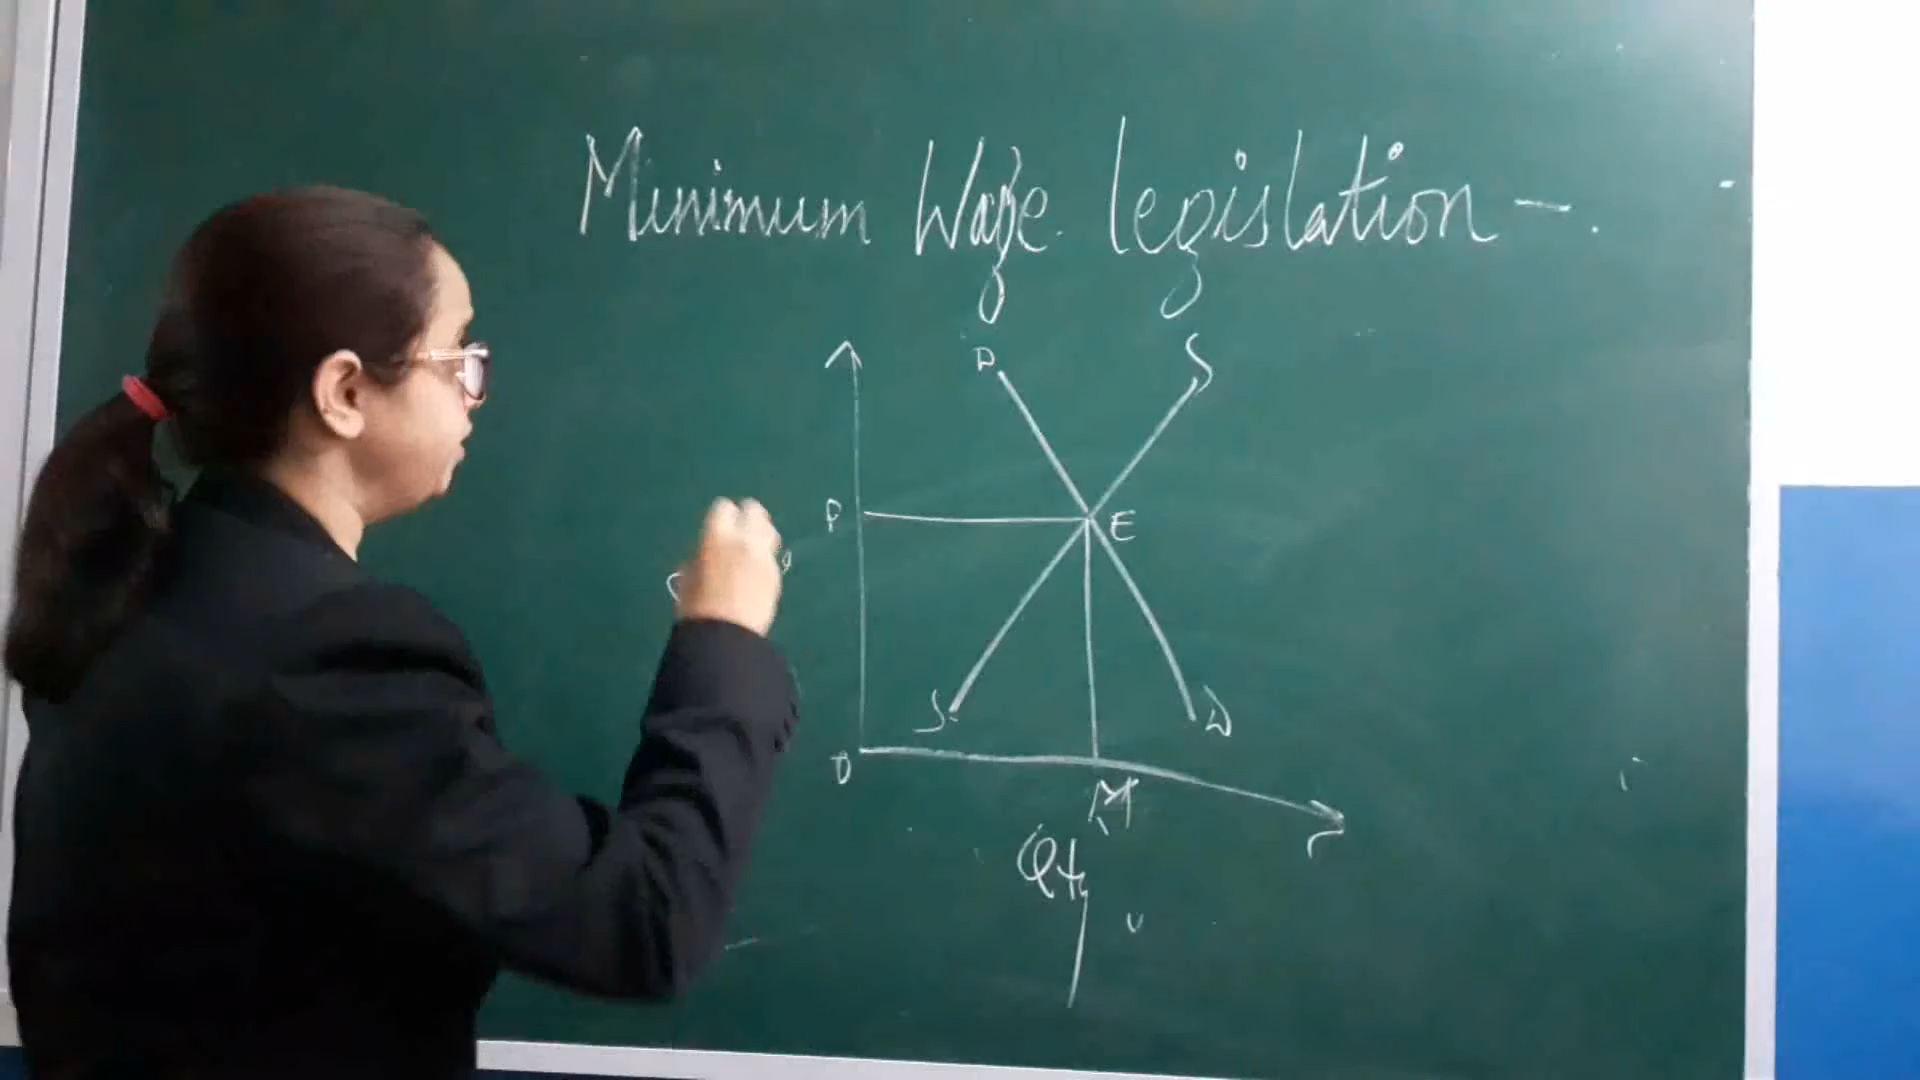 Minimum Wage legislation -.
D S
P E
S D
O M
Qty